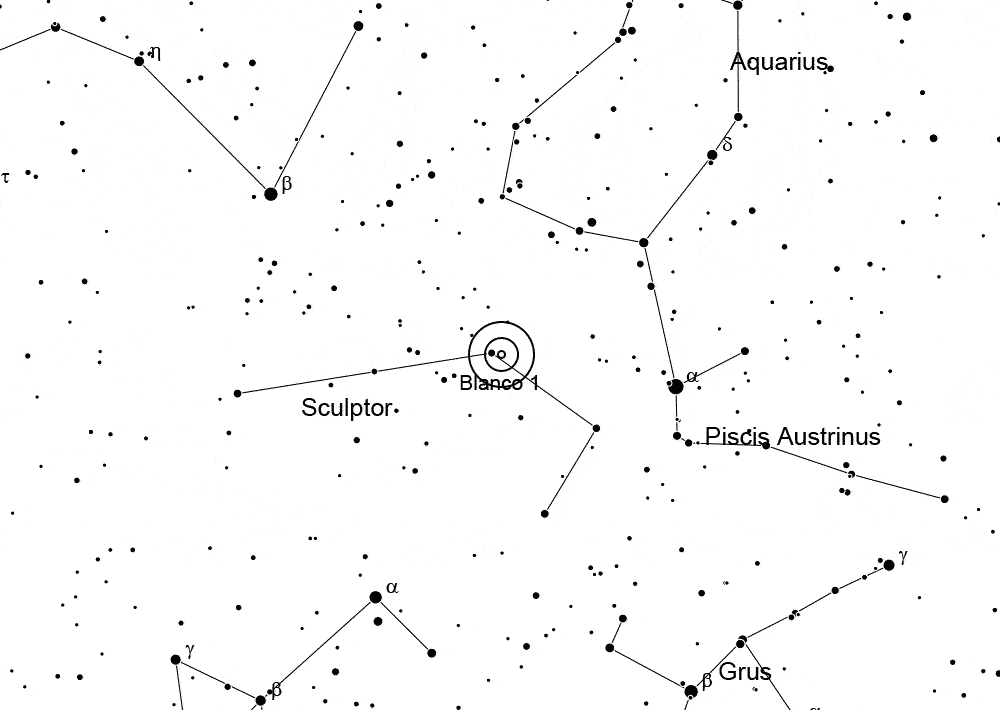 η
Aquarius
δ
τ
β
Blanco 1
α
Sculptor
Piscis Austrinus
γ
α
γ
β
β
Grus